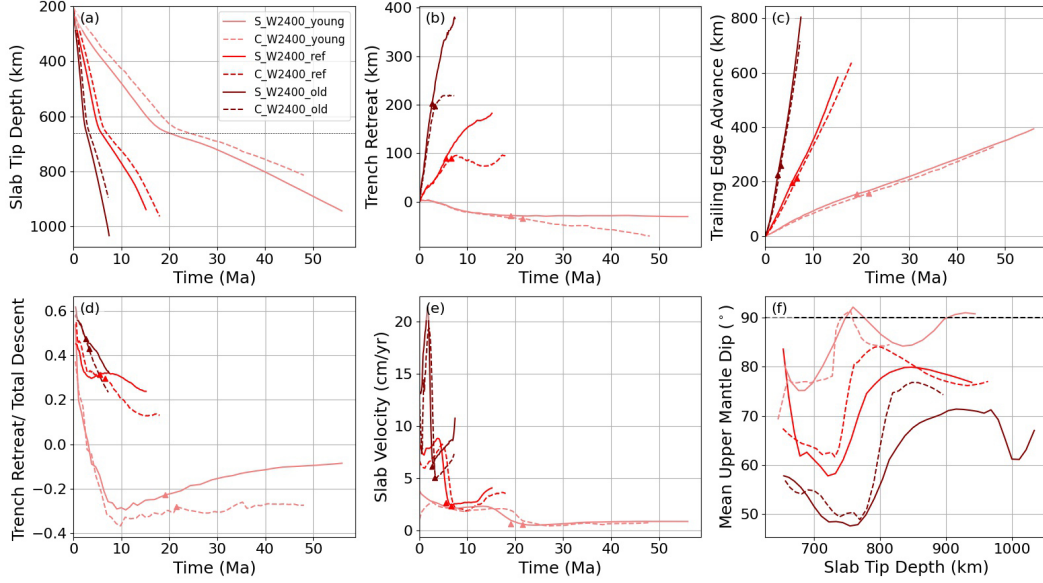 (a)
Slab Tip Depth (km)
200
400
600
800
1000
S_W2400_young
C_W2400_young
S_W2400_ref
C_W2400_ref
S_W2400_old
C_W2400_old
0 10 20 30 40 50
Time (Ma)
(b)
Trench Retreat (km)
400
300
200
100
0
0 10 20 30 40 50
Time (Ma)
(c)
Trailing Edge Advance (km)
800
600
400
200
0
0 10 20 30 40 50
Time (Ma)
(d)
Trench Retreat/ Total Descent
0.6
0.4
0.2
0.0
−0.2
−0.4
0 10 20 30 40 50
Time (Ma)
(e)
Slab Velocity (cm/yr)
20
15
10
5
0
0 10 20 30 40 50
Time (Ma)
(f)
Mean Upper Mantle Dip (°)
90
80
70
60
50
700 800 900 1000
Slab Tip Depth (km)